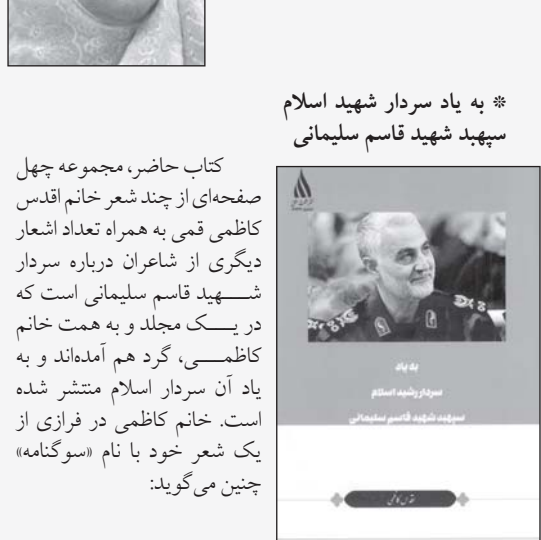 * به یاد سردار شهید اسلام
سپهبد شهید قاسم سلیمانی
کتاب حاضر، مجموعه چهل
صفحه‌ای از چند شعر خانم اقدس
کاظمی قمی به همراه تعداد اشعار
دیگری از شاعران درباره سردار
شهید قاسم سلیمانی است که
در یک مجلد و به همت خانم
کاظمی، گرد هم آمده‌اند و به
یاد آن سردار اسلام منتشر شده
است. خانم کاظمی در فرازی از
یک شعر خود با نام «سوگنامه»
چنین می‌گوید:
به یاد
سردار رشید اسلام
سپهبد شهید قاسم سلیمانی